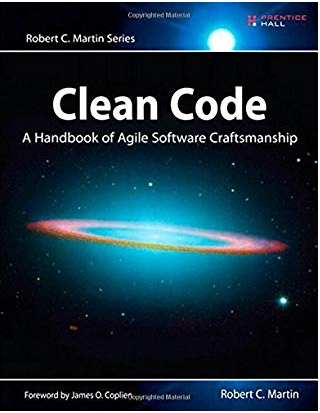 Robert C. Martin Series
PRENTICE
HALL
Clean Code
A Handbook of Agile Software Craftsmanship
Foreword by James O. Coplien
Robert C. Martin